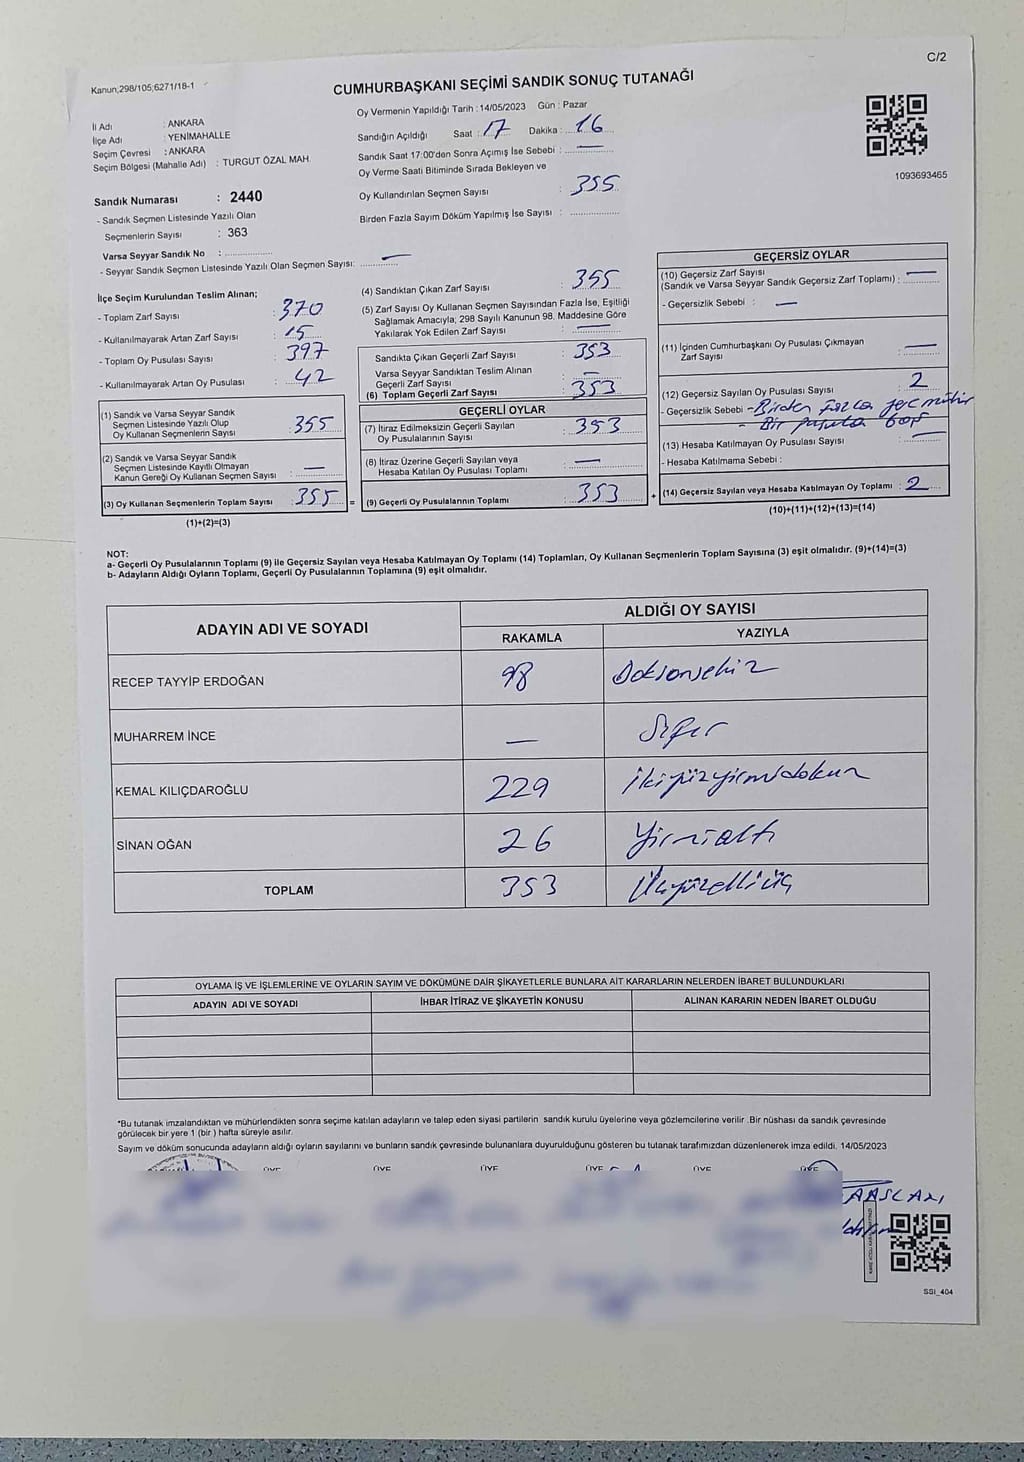 C/2
Kanun;298/105;6271/18-1
CUMHURBAŞKANI SEÇİMİ SANDIK SONUÇ TUTANAĞI
Oy Vermenin Yapıldığı Tarih : 14/05/2023 Gün : Pazar
İl Adı : ANKARA
İlçe Adı : YENİMAHALLE
Seçim Çevresi : ANKARA
Seçim Bölgesi (Mahalle Adı) : TURGUT ÖZAL MAH.
Sandığın Açıldığı Saat : 17 Dakika : 16
Sandık Saat 17:00'den Sonra Açımış İse Sebebi : —
Oy Verme Saati Bitiminde Sırada Bekleyen ve
Oy Kullandırılan Seçmen Sayısı : 355
Birden Fazla Sayım Döküm Yapılmış İse Sayısı :
1093693465
Sandık Numarası : 2440
- Sandık Seçmen Listesinde Yazılı Olan
Seçmenlerin Sayısı : 363
Varsa Seyyar Sandık No :
- Seyyar Sandık Seçmen Listesinde Yazılı Olan Seçmen Sayısı: —
İlçe Seçim Kurulundan Teslim Alınan;
- Toplam Zarf Sayısı : 370
- Kullanılmayarak Artan Zarf Sayısı : 15
- Toplam Oy Pusulası Sayısı : 397
- Kullanılmayarak Artan Oy Pusulası : 42
(1) Sandık ve Varsa Seyyar Sandık
Seçmen Listesinde Yazılı Olup
Oy Kullanan Seçmenlerin Sayısı : 355
(2) Sandık ve Varsa Seyyar Sandık
Seçmen Listesinde Kayıtlı Olmayan
Kanun Gereği Oy Kullanan Seçmen Sayısı : —
(3) Oy Kullanan Seçmenlerin Toplam Sayısı : 355 =
(1)+(2)=(3)
(4) Sandıktan Çıkan Zarf Sayısı : 355
(5) Zarf Sayısı Oy Kullanan Seçmen Sayısından Fazla İse, Eşitliği
Sağlamak Amacıyla; 298 Sayılı Kanunun 98. Maddesine Göre
Yakılarak Yok Edilen Zarf Sayısı : —
Sandıkta Çıkan Geçerli Zarf Sayısı : 353
Varsa Seyyar Sandıktan Teslim Alınan
Geçerli Zarf Sayısı : —
(6) Toplam Geçerli Zarf Sayısı : 353
GEÇERLİ OYLAR
(7) İtiraz Edilmeksizin Geçerli Sayılan
Oy Pusulalarının Sayısı : 353
(8) İtiraz Üzerine Geçerli Sayılan veya
Hesaba Katılan Oy Pusulası Toplamı : —
(9) Geçerli Oy Pusulalarının Toplamı : 353 +
GEÇERSİZ OYLAR
(10) Geçersiz Zarf Sayısı
(Sandık ve Varsa Seyyar Sandık Geçersiz Zarf Toplamı) : —
- Geçersizlik Sebebi : —
(11) İçinden Cumhurbaşkanı Oy Pusulası Çıkmayan
Zarf Sayısı : —
(12) Geçersiz Sayılan Oy Pusulası Sayısı : 2
- Geçersizlik Sebebi - Birden fazla mühür
- Bir pusula boş
(13) Hesaba Katılmayan Oy Pusulası Sayısı : —
- Hesaba Katılmama Sebebi :
(14) Geçersiz Sayılan veya Hesaba Katılmayan Oy Toplamı : 2
(10)+(11)+(12)+(13)=(14)
NOT:
a- Geçerli Oy Pusulalarının Toplamı (9) ile Geçersiz Sayılan veya Hesaba Katılmayan Oy Toplamı (14) Toplamları, Oy Kullanan Seçmenlerin Toplam Sayısına (3) eşit olmalıdır. (9)+(14)=(3)
b- Adayların Aldığı Oyların Toplamı, Geçerli Oy Pusulalarının Toplamına (9) eşit olmalıdır.
ADAYIN ADI VE SOYADI
ALDIĞI OY SAYISI
RAKAMLA YAZIYLA
RECEP TAYYİP ERDOĞAN 98 Doksansekiz
MUHARREM İNCE — Sıfır
KEMAL KILIÇDAROĞLU 229 İkiyüzyirmidokuz
SİNAN OĞAN 26 Yirmialtı
TOPLAM 353 Üçyüzelliüç
OYLAMA İŞ VE İŞLEMLERİNE VE OYLARIN SAYIM VE DÖKÜMÜNE DAİR ŞİKAYETLERLE BUNLARA AİT KARARLARIN NELERDEN İBARET BULUNDUKLARI
ADAYIN ADI VE SOYADI İHBAR İTİRAZ VE ŞİKAYETİN KONUSU ALINAN KARARIN NEDEN İBARET OLDUĞU
*Bu tutanak imzalandıktan ve mühürlendikten sonra seçime katılan adayların ve talep eden siyasi partilerin sandık kurulu üyelerine veya gözlemcilerine verilir .Bir nüshası da sandık çevresinde
görülecek bir yere 1 (bir ) hafta süreyle asılır.
Sayım ve döküm sonucunda adayların aldığı oyların sayılarını ve bunların sandık çevresinde bulunanlara duyurulduğunu gösteren bu tutanak tarafımızdan düzenlenerek imza edildi. 14/05/2023
ÜYE ÜYE ÜYE ÜYE ÜYE ÜYE
SSI_404